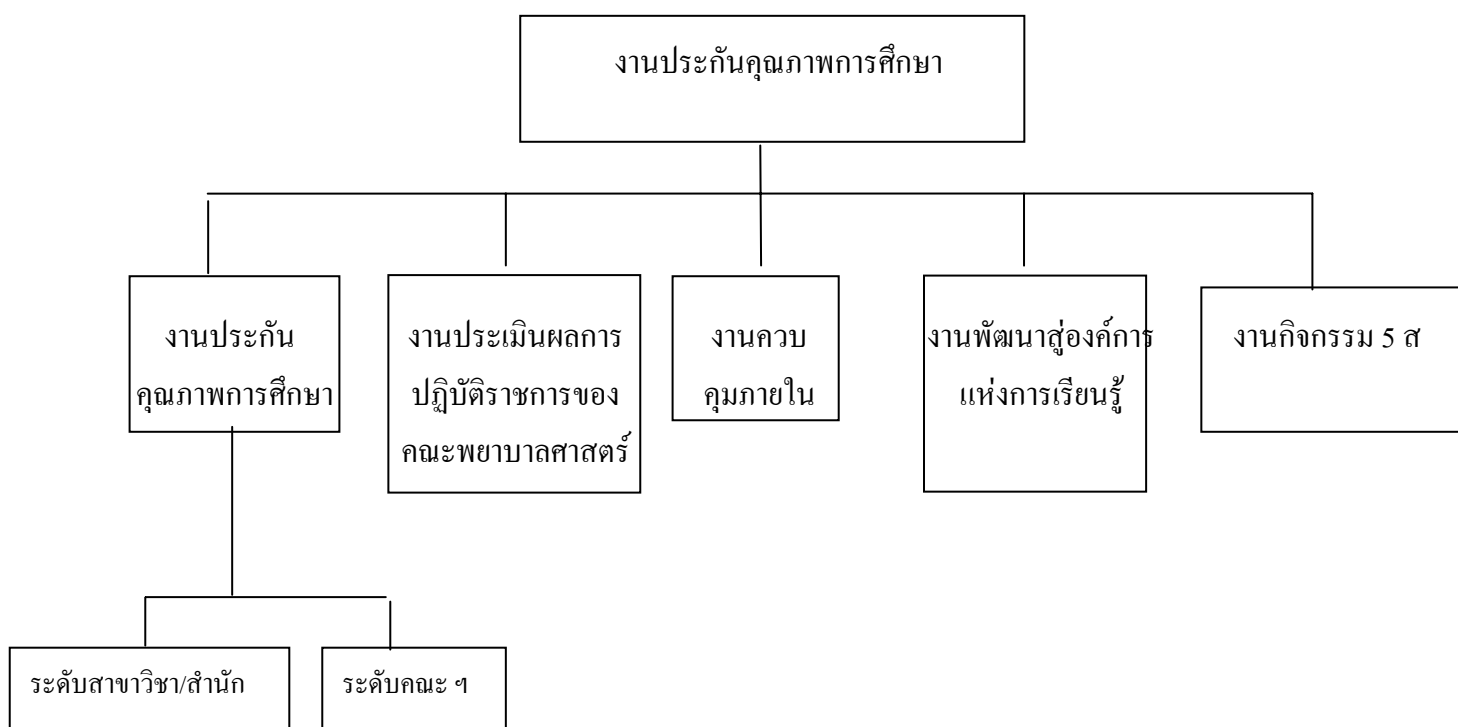 งานประกันคุณภาพการศึกษา
งานประกัน
คุณภาพการศึกษา
งานประเมินผลการ
ปฏิบัติราชการของ
คณะพยาบาลศาสตร์
งานควบ
คุมภายใน
งานพัฒนาสู่องค์การ
แห่งการเรียนรู้
งานกิจกรรม 5 ส
ระดับสาขาวิชา/สำนัก
ระดับคณะ ฯ